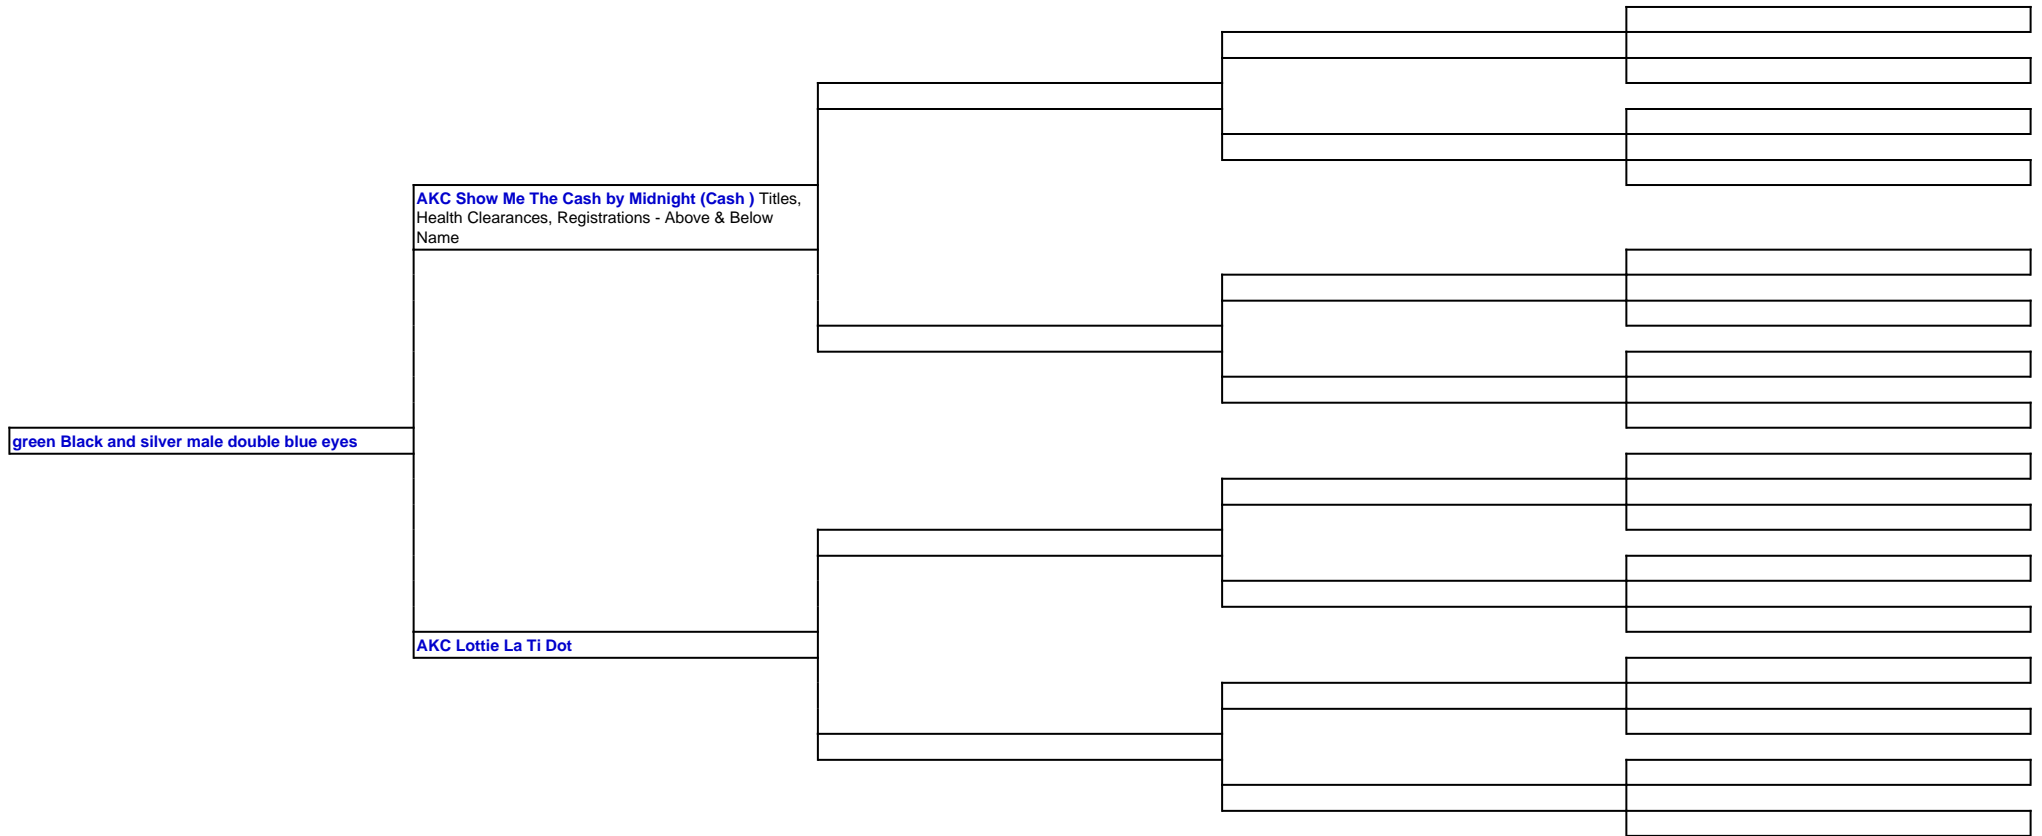 AKC Show Me The Cash by Midnight (Cash ) Titles,
Health Clearances, Registrations - Above & Below
Name
green Black and silver male double blue eyes
AKC Lottie La Ti Dot